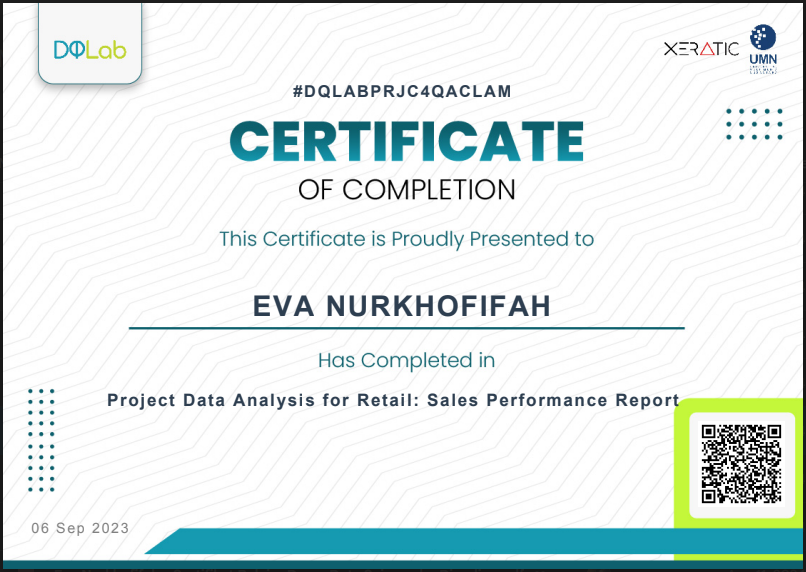 DQLab
XERATIC
UMN
#DQLABPRJC4QACLAM
CERTIFICATE
OF COMPLETION
This Certificate is Proudly Presented to
EVA NURKHOFIFAH
Has Completed in
Project Data Analysis for Retail: Sales Performance Report
06 Sep 2023